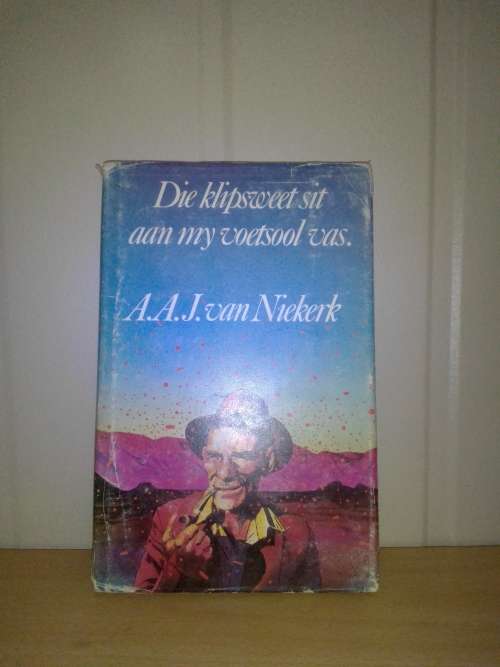 Die klipsweet sit
aan my voetsool vas.
A.A.J. van Niekerk